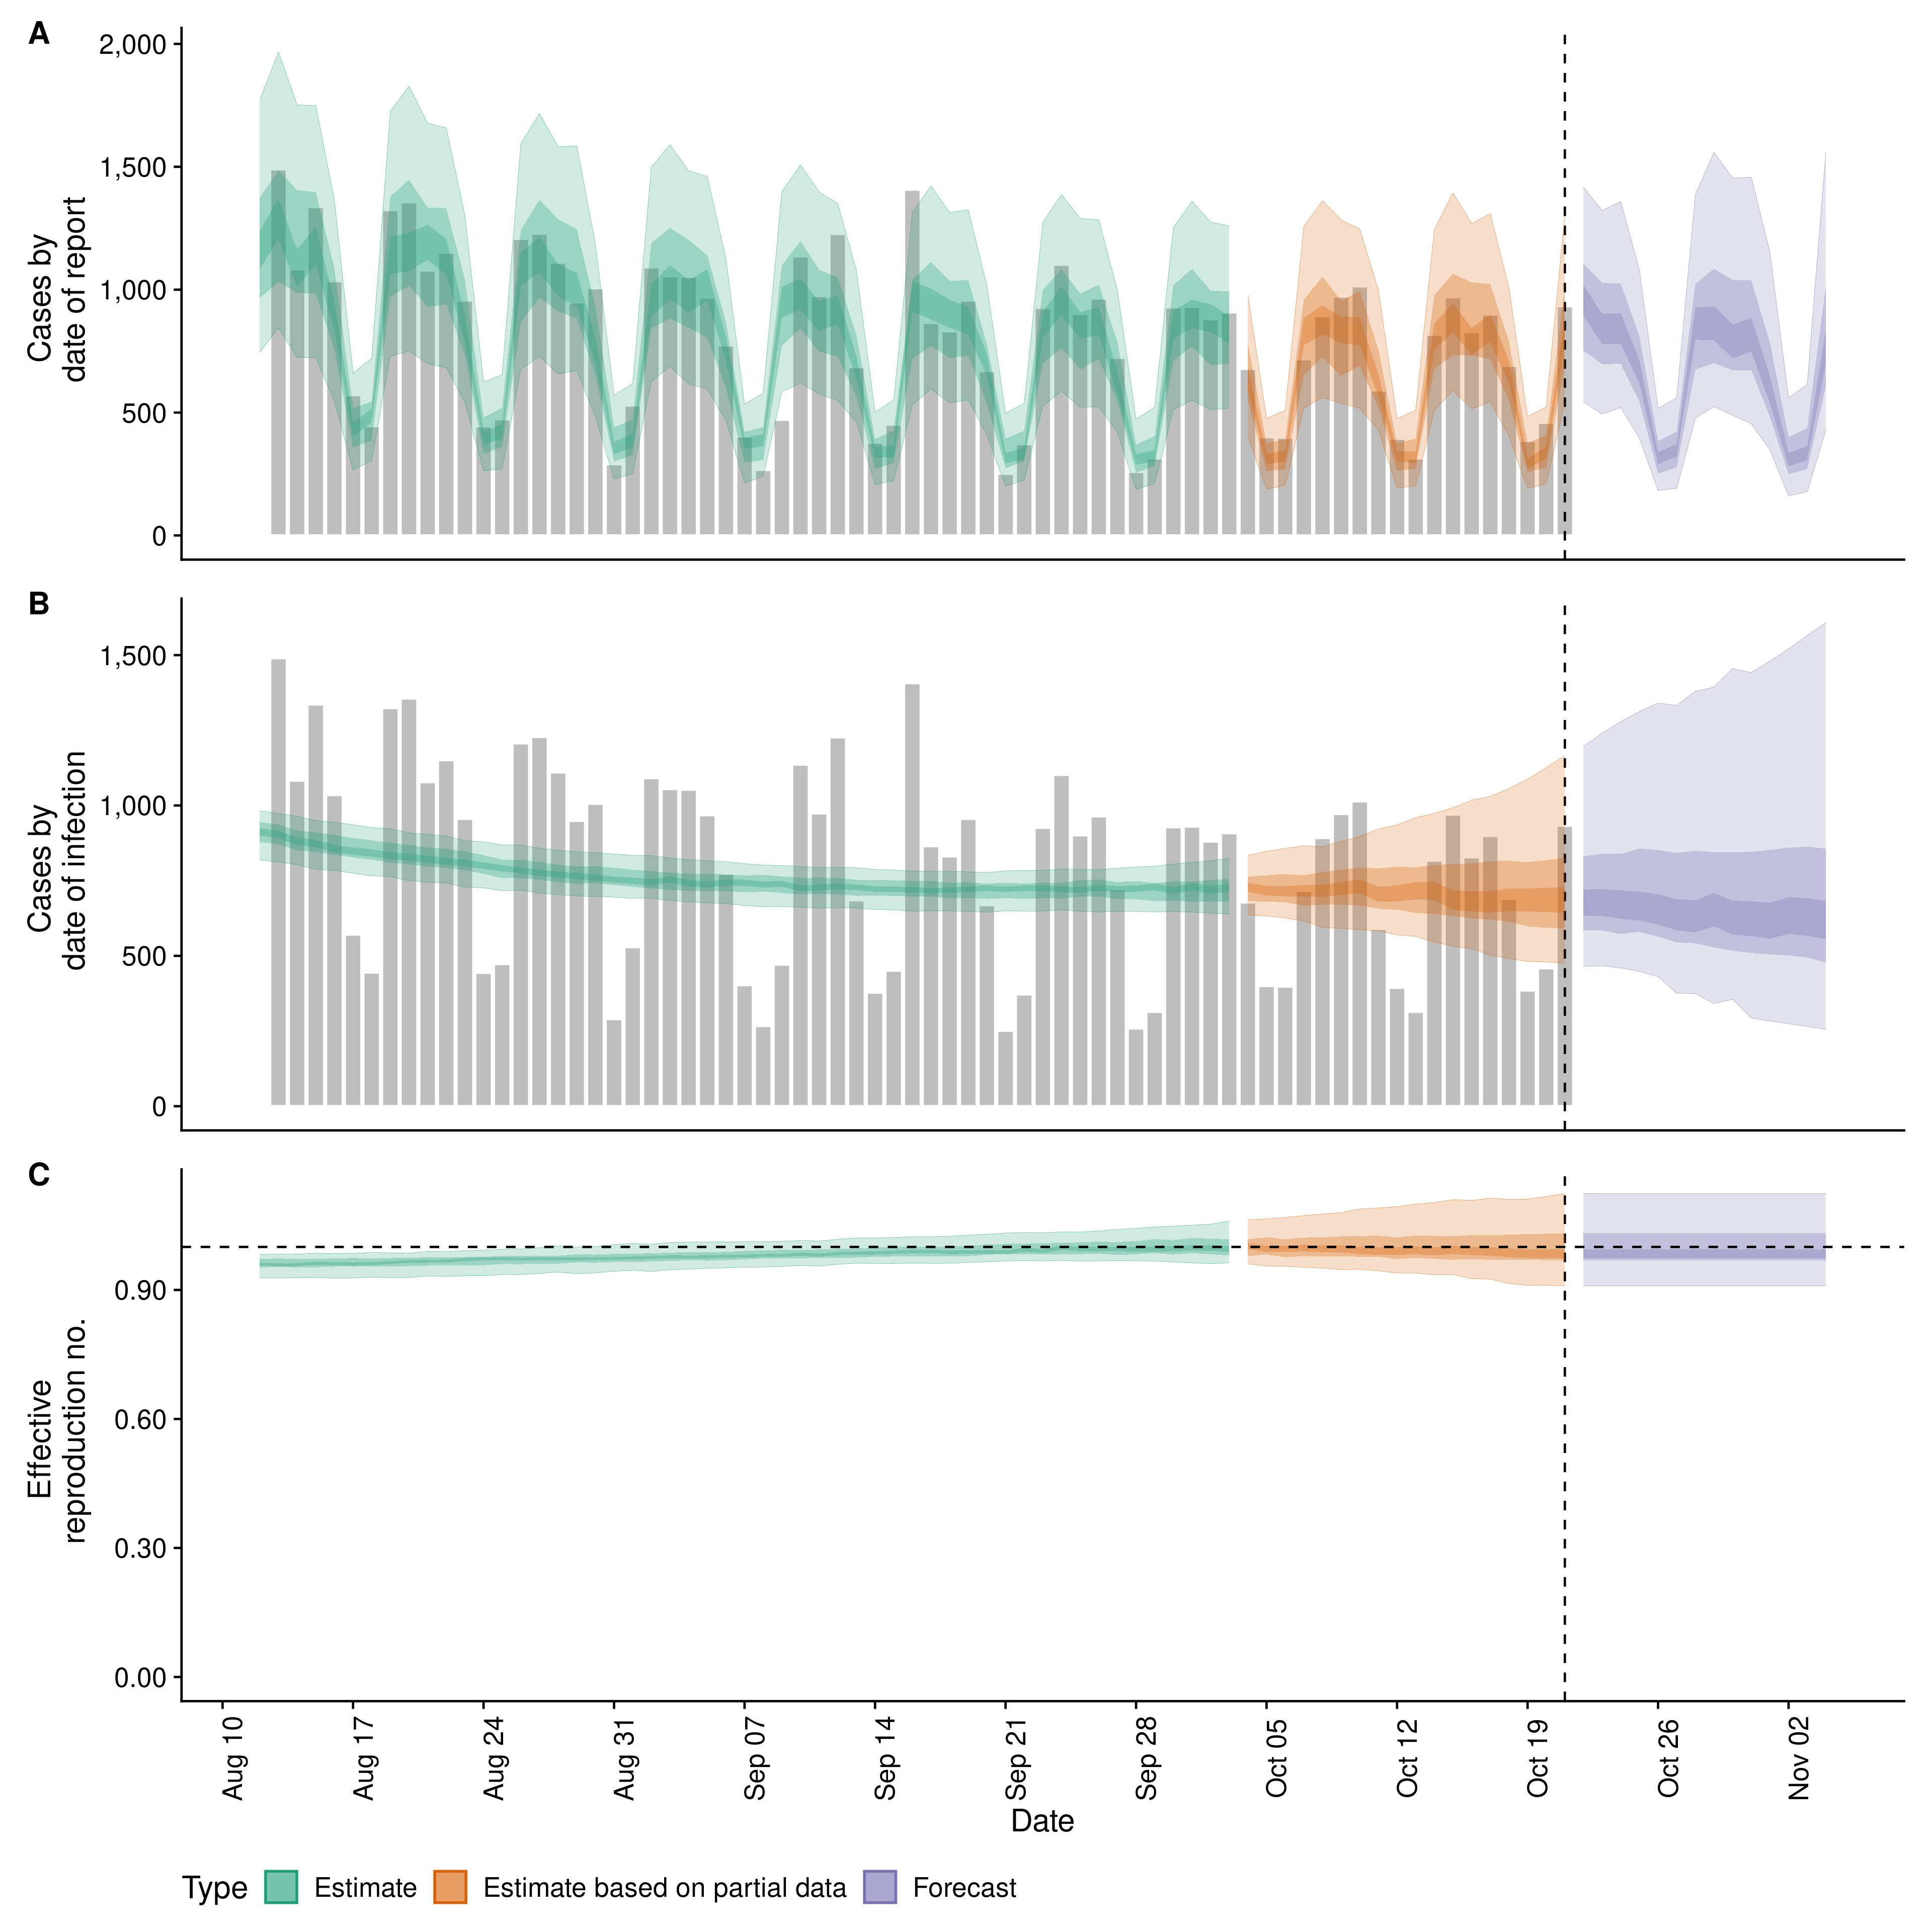 A
2,000
1,500
1,000
500
0
Cases by
date of report
B
1,500
1,000
500
0
Cases by
date of infection
C
0.90
0.60
0.30
0.00
Effective
reproduction no.
Aug 10
Aug 17
Aug 24
Aug 31
Sep 07
Sep 14
Sep 21
Sep 28
Oct 05
Oct 12
Oct 19
Oct 26
Nov 02
Date
Type Estimate Estimate based on partial data Forecast